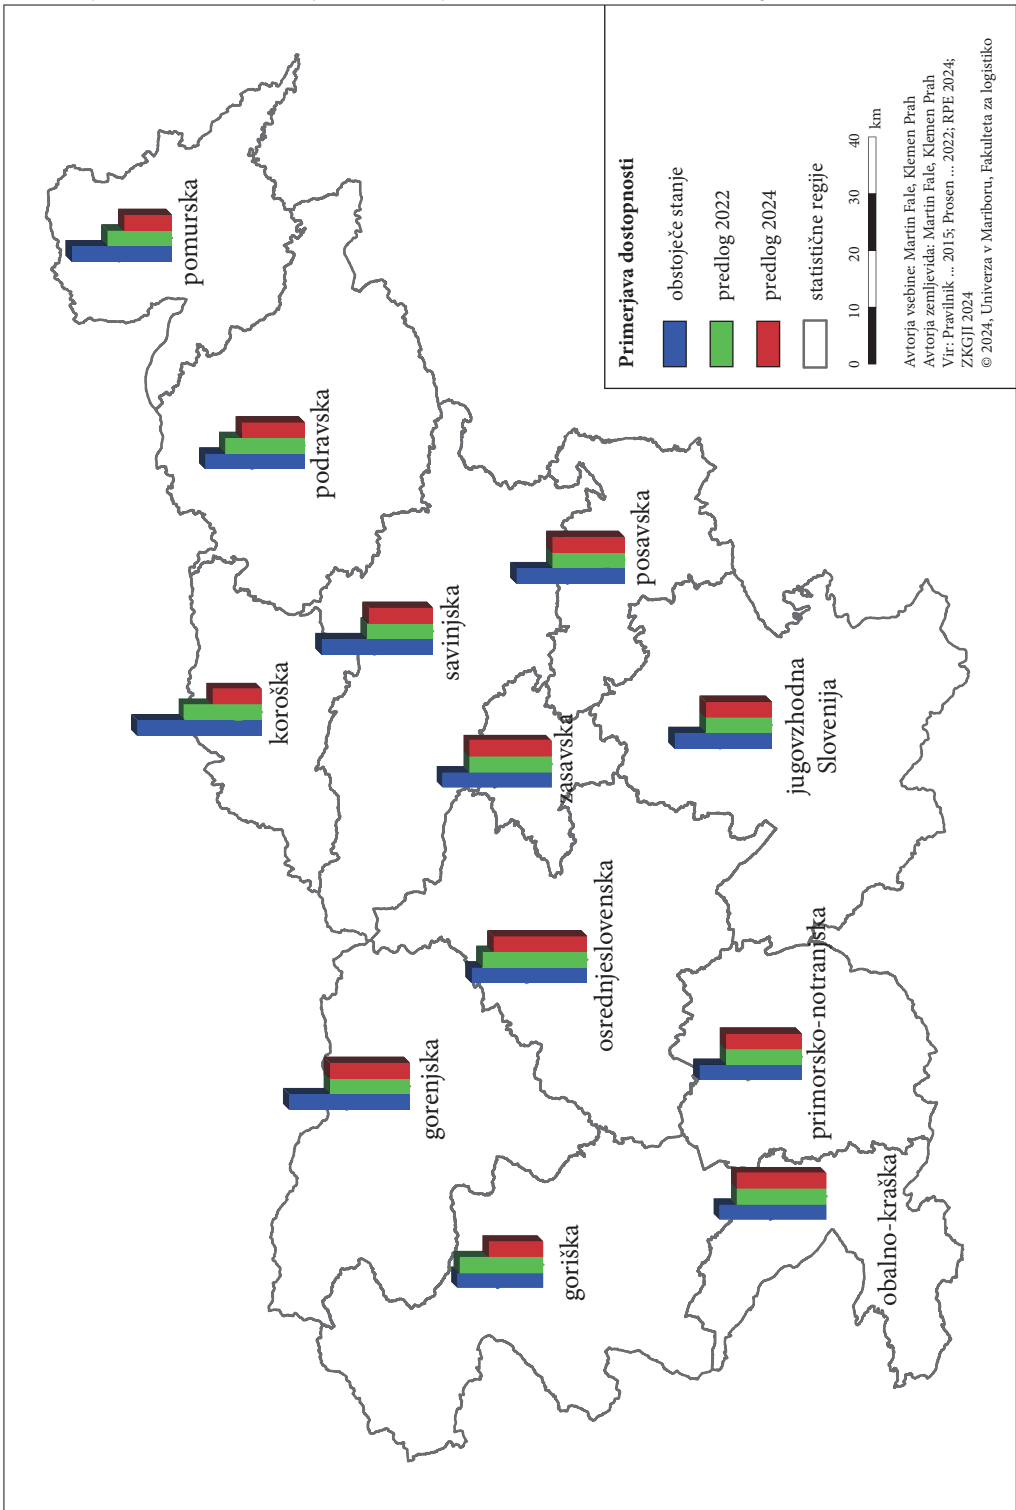 pomurska
podravska
koroška
savinjska
posavska
zasavska
jugovzhodna
Slovenija
osrednjeslovenska
gorenjska
primorsko-notranjska
goriška
obalno-kraška
Primerjava dostopnosti
obstoječe stanje
predlog 2022
predlog 2024
statistične regije
0 10 20 30 40
km
Avtorja vsebine: Martin Fale, Klemen Prah
Avtorja zemljevida: Martin Fale, Klemen Prah
Vir: Pravilnik ... 2015; Prosen ... 2022; RPE 2024;
ZKGJI 2024
© 2024, Univerza v Mariboru, Fakulteta za logistiko